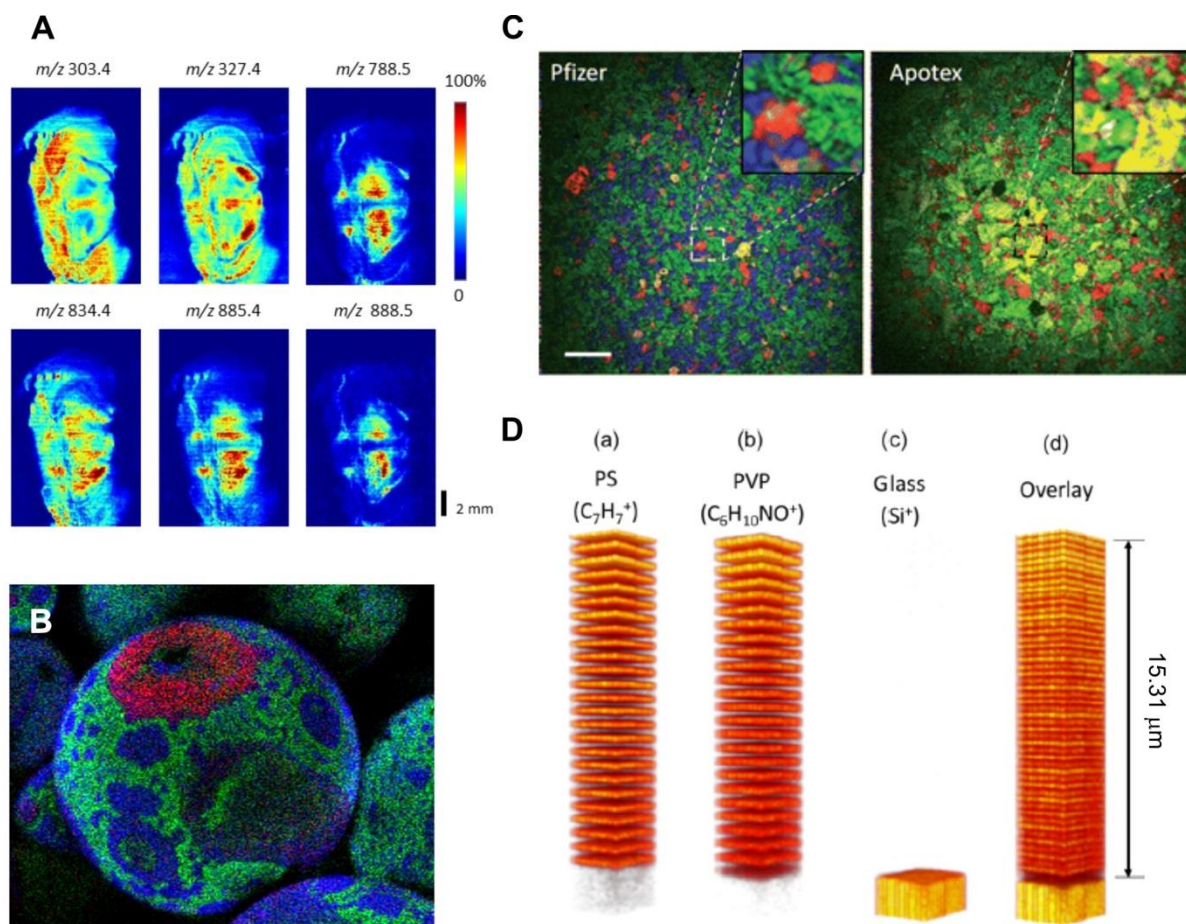 A
m/z 303.4 m/z 327.4 m/z 788.5
100%
0
m/z 834.4 m/z 885.4 m/z 888.5
2 mm
B
C
Pfizer
Apotex
D
(a) (b) (c) (d)
PS PVP Glass Overlay
(C₇H₇⁺) (C₆H₁₀NO⁺) (Si⁺)
15.31 µm